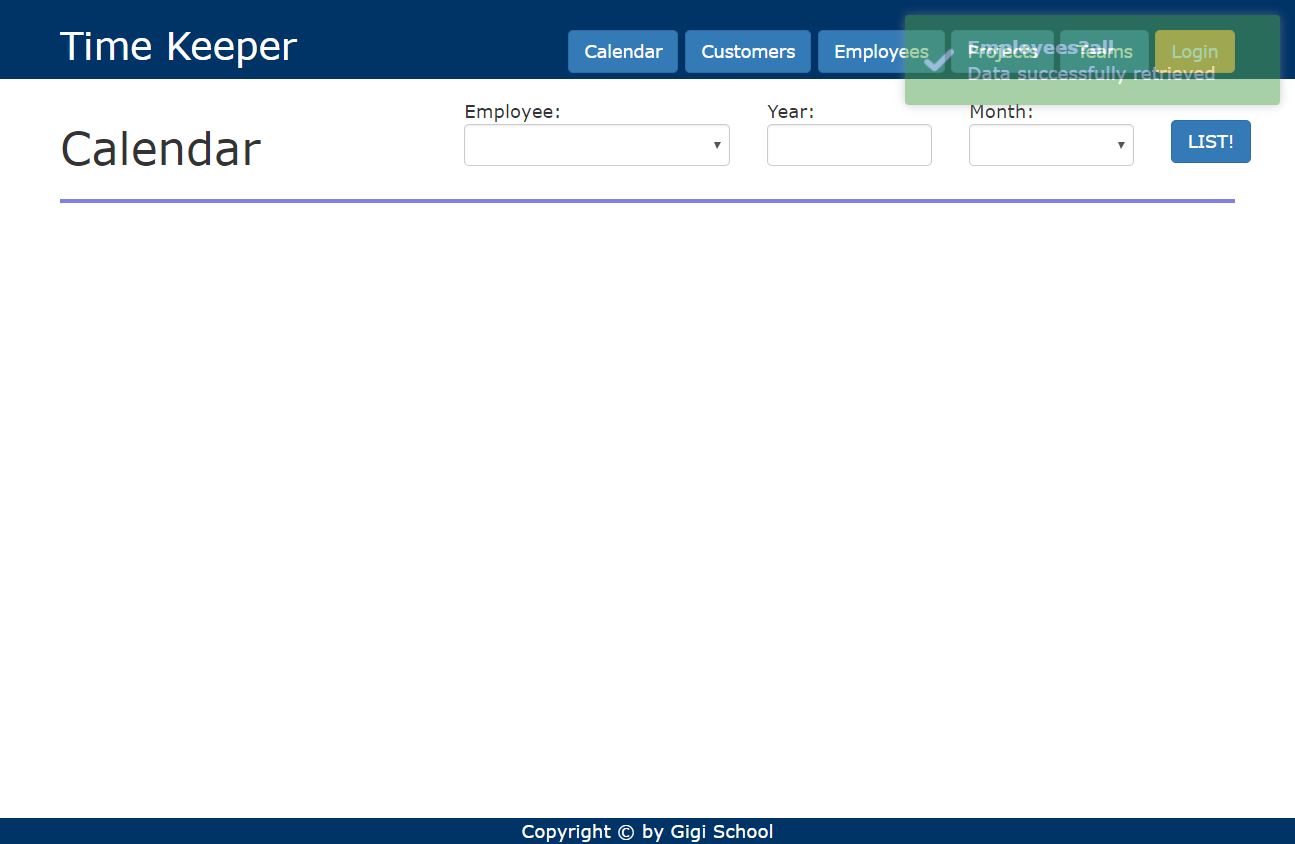 Time Keeper
Calendar Customers Employees Projects Teams Login
Employees?all
Data successfully retrieved
Calendar
Employee: Year: Month:
LIST!
Copyright © by Gigi School